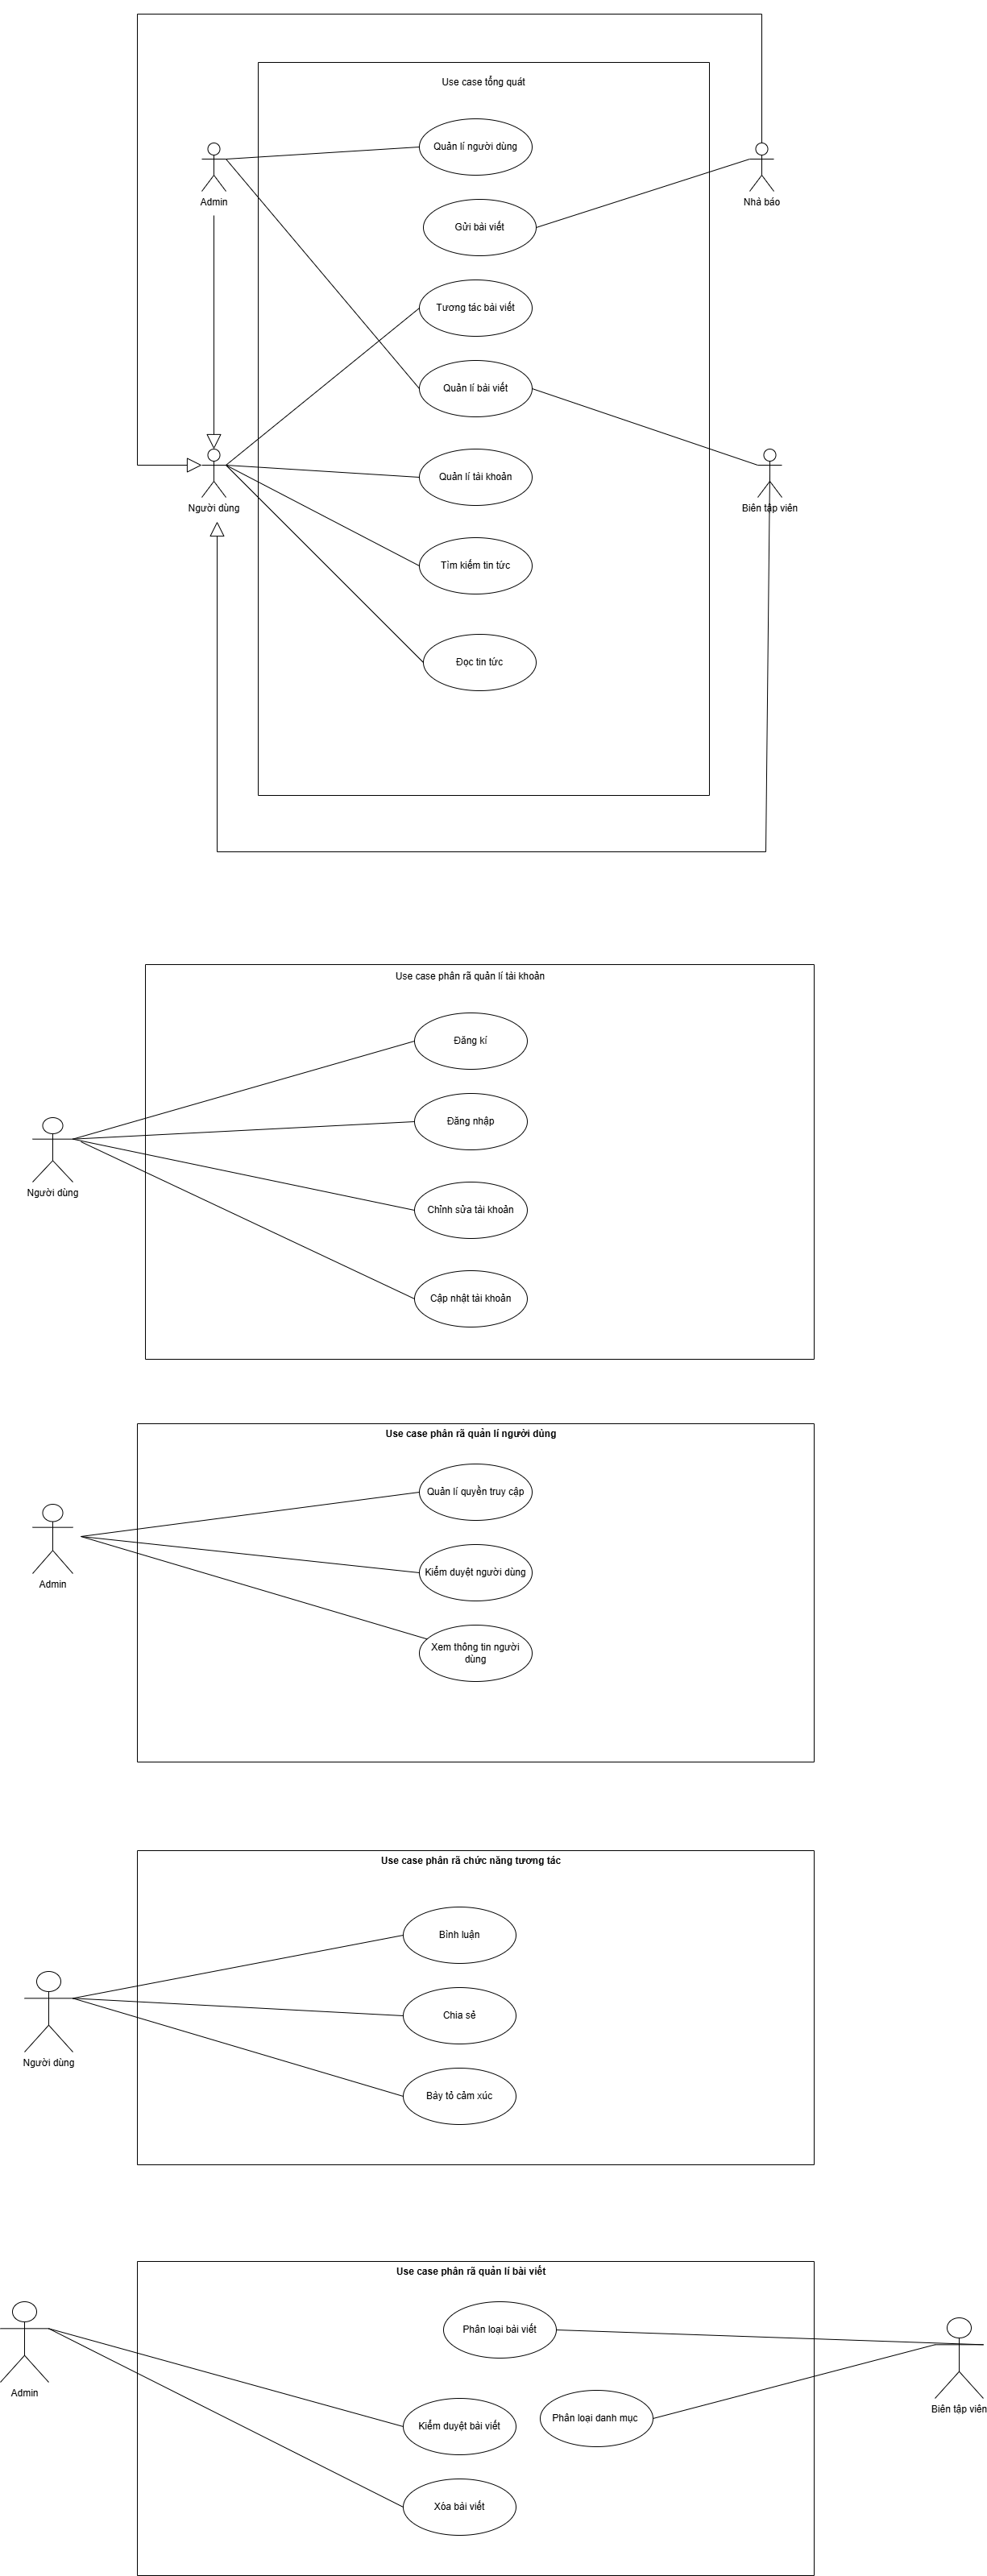 Use case tổng quát
Quản lí người dùng
Admin
Nhà báo
Gửi bài viết
Tương tác bài viết
Quản lí bài viết
Quản lí tài khoản
Người dùng
Biên tập viên
Tìm kiếm tin tức
Đọc tin tức
Use case phân rã quản lí tài khoản
Đăng kí
Đăng nhập
Người dùng
Chỉnh sửa tài khoản
Cập nhật tài khoản
Use case phân rã quản lí người dùng
Quản lí quyền truy cập
Kiểm duyệt người dùng
Admin
Xem thông tin người
dùng
Use case phân rã chức năng tương tác
Bình luận
Chia sẻ
Người dùng
Bày tỏ cảm xúc
Use case phân rã quản lí bài viết
Phân loại bài viết
Admin
Biên tập viên
Phân loại danh mục
Kiểm duyệt bài viết
Xóa bài viết